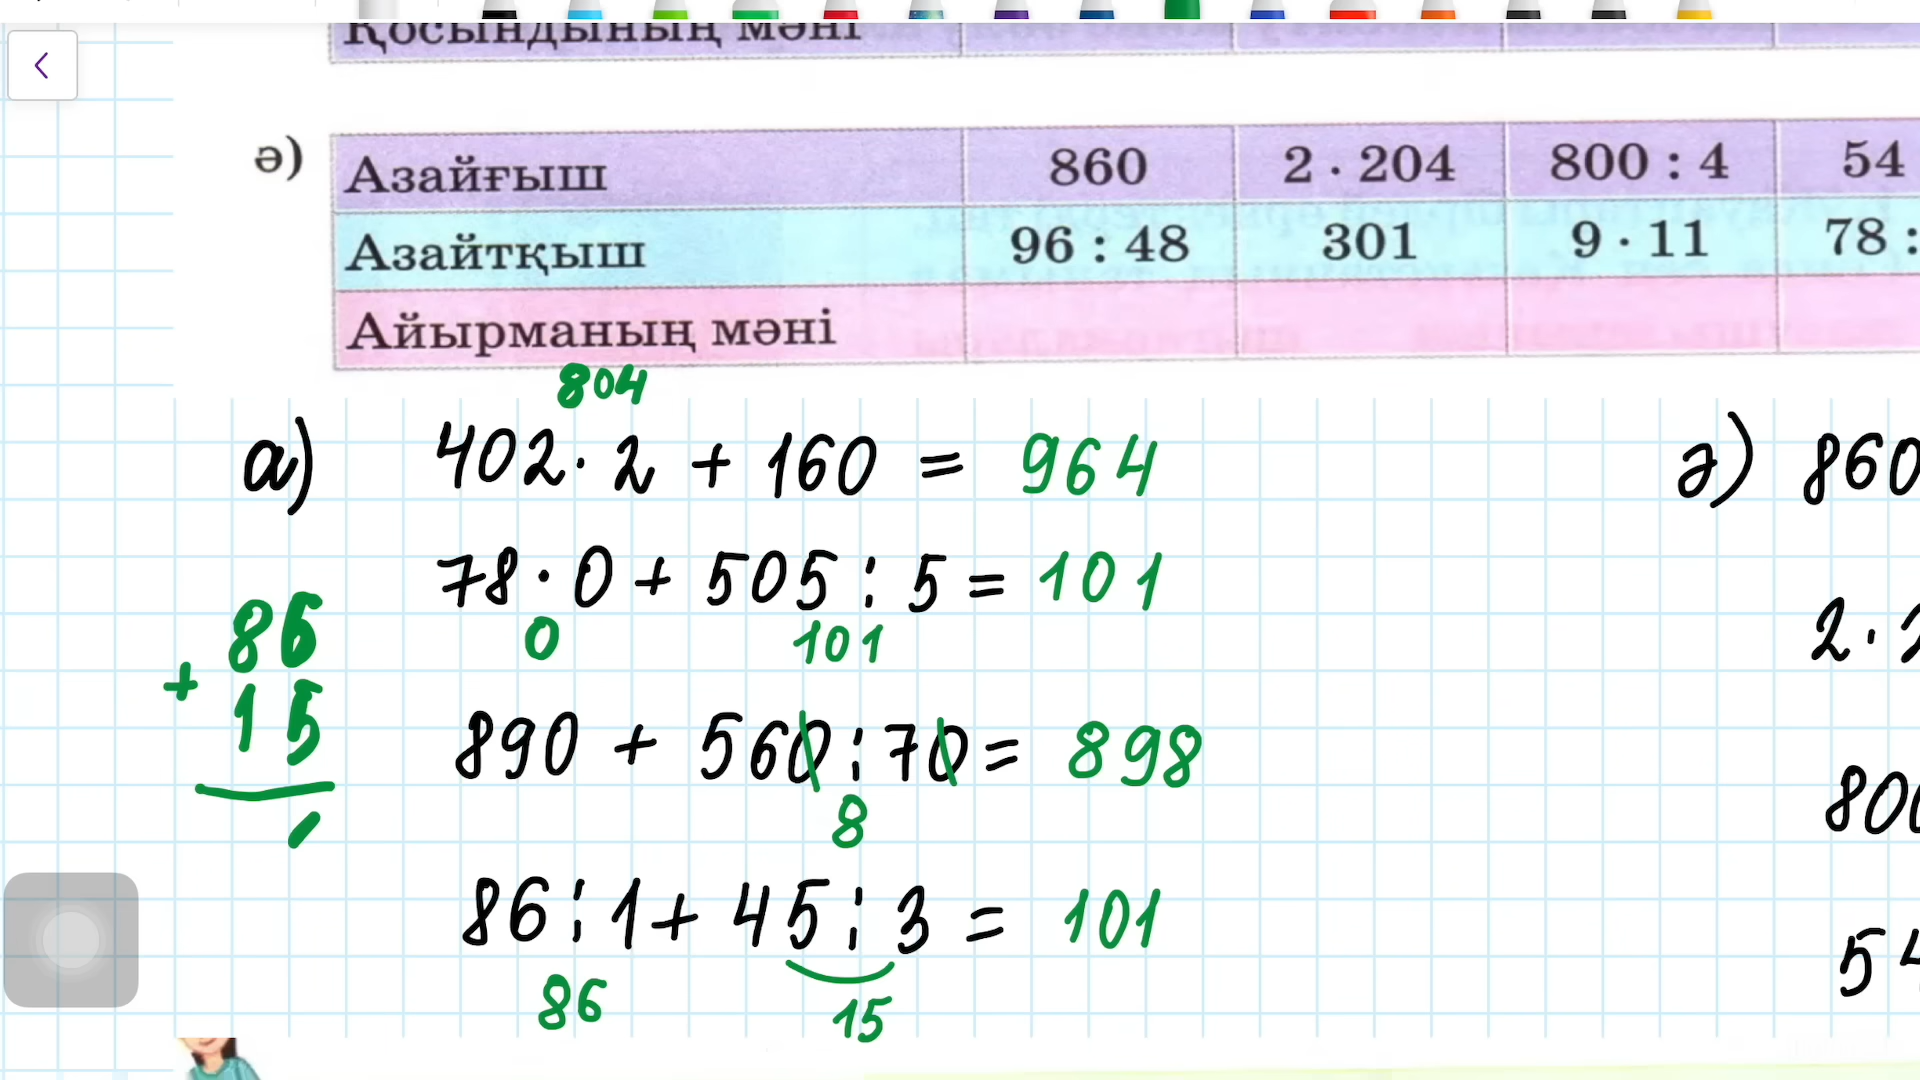 Қосындының мәні
ә)
Азайғыш 860 2 · 204 800 : 4 54
Азайтқыш 96 : 48 301 9 · 11 78 :
Айырманың мәні
804
а) 402 · 2 + 160 = 964
ә) 860
78 · 0 + 505 : 5 = 101
0 101
2 · 2
86
+ 15
890 + 560 : 70 = 898
8
800
86 : 1 + 45 : 3 = 101
86 15
54